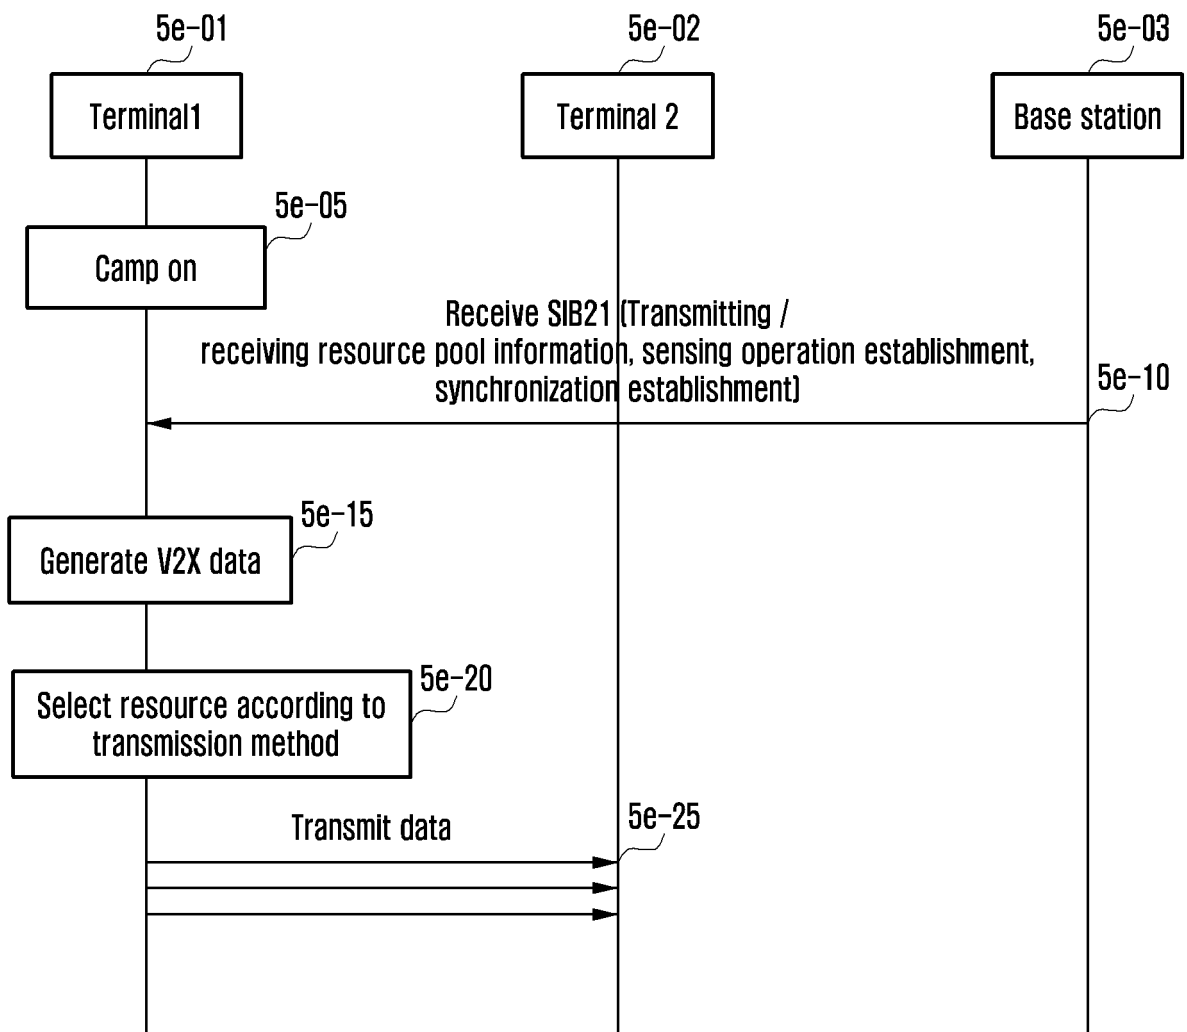 5e-01
5e-02
5e-03
Terminal1
Terminal 2
Base station
5e-05
Camp on
Receive SIB21 (Transmitting /
receiving resource pool information, sensing operation establishment,
synchronization establishment)
5e-10
5e-15
Generate V2X data
5e-20
Select resource according to
transmission method
Transmit data
5e-25